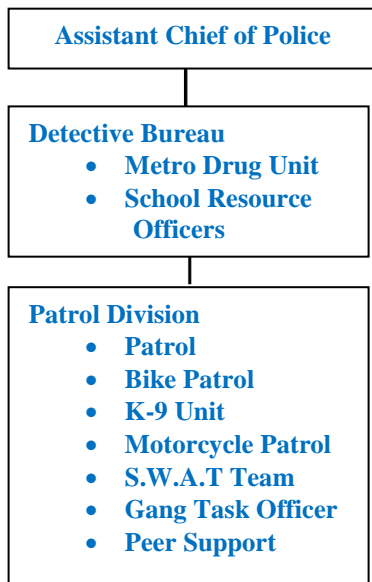 Assistant Chief of Police
Detective Bureau
• Metro Drug Unit
• School Resource
Officers
Patrol Division
• Patrol
• Bike Patrol
• K-9 Unit
• Motorcycle Patrol
• S.W.A.T Team
• Gang Task Officer
• Peer Support